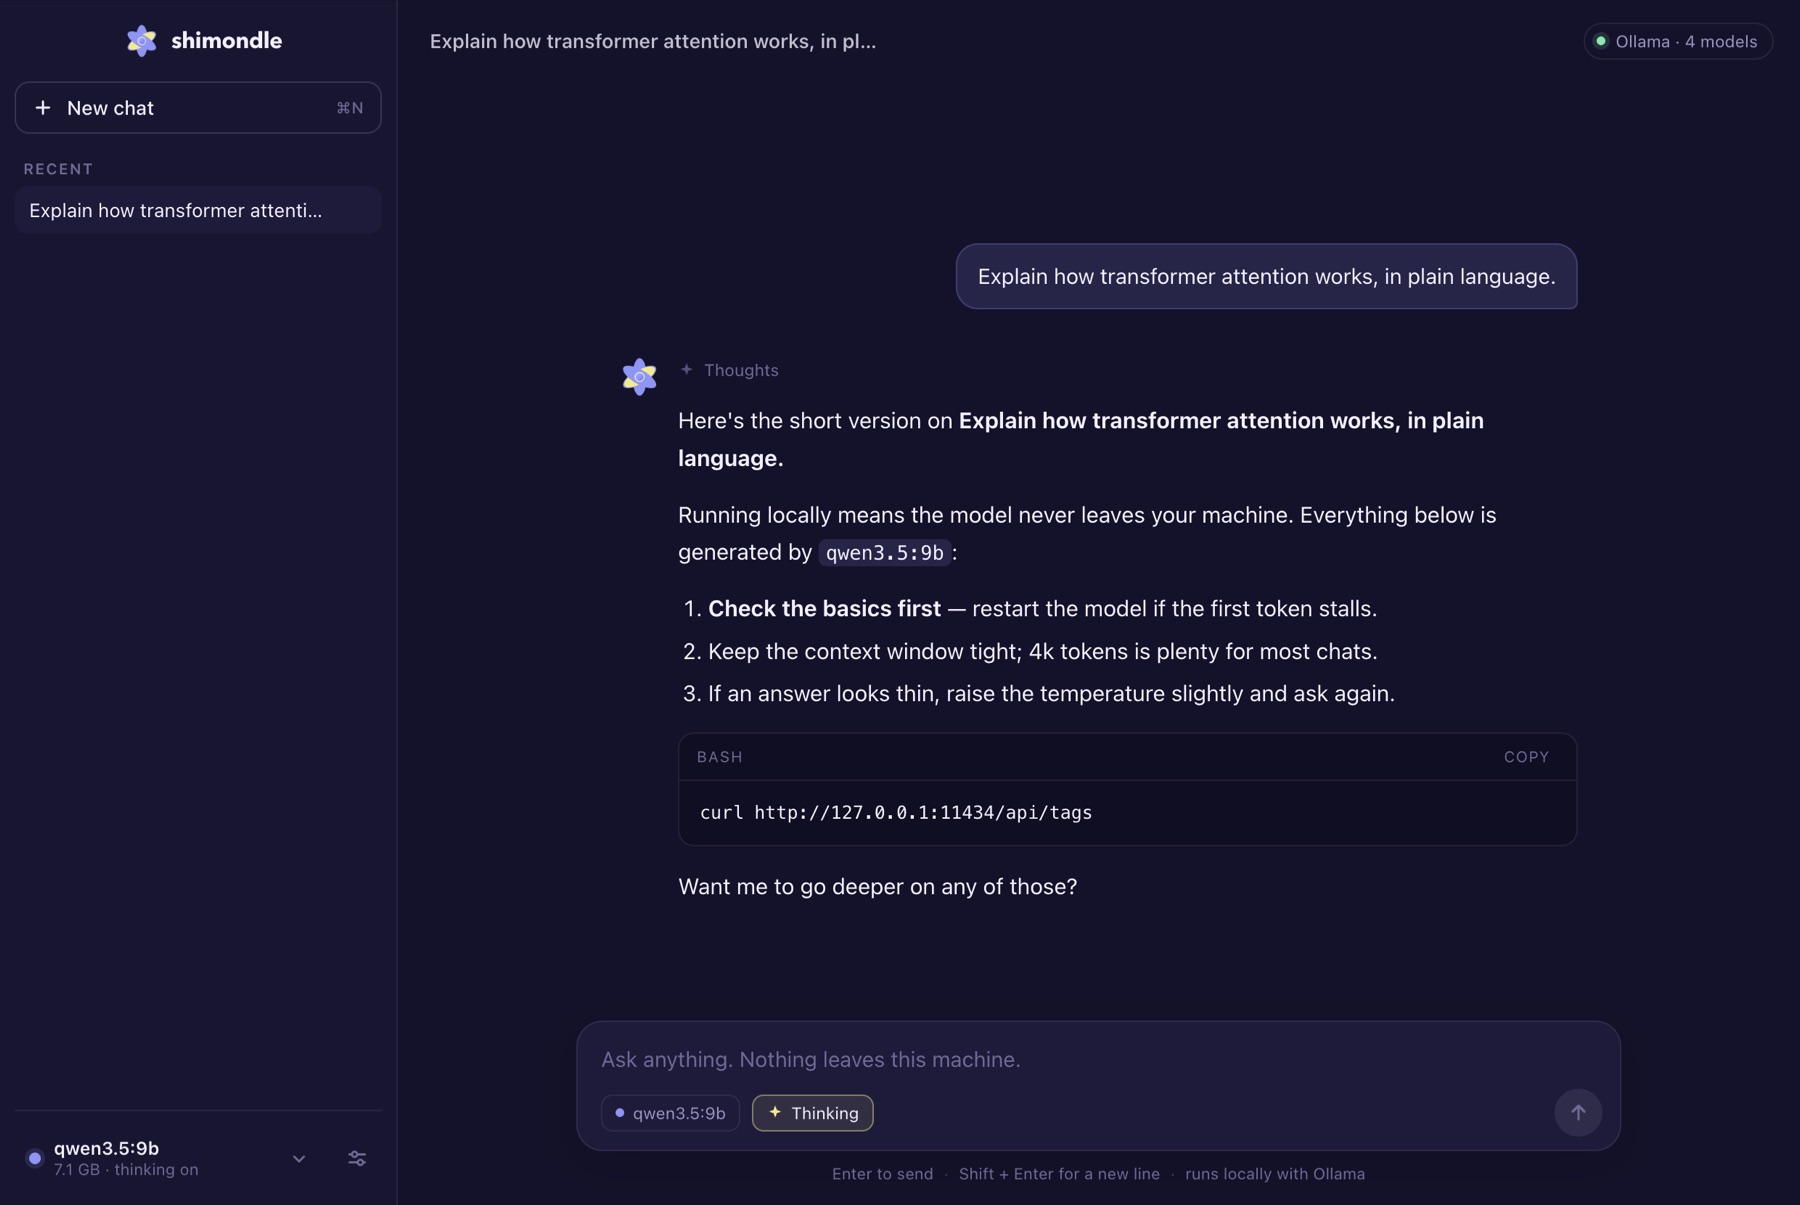 shimondle
New chat
⌘N
RECENT
Explain how transformer attenti...
Explain how transformer attention works, in pl...
Ollama · 4 models
Explain how transformer attention works, in plain language.
Thoughts
Here's the short version on Explain how transformer attention works, in plain
language.
Running locally means the model never leaves your machine. Everything below is
generated by qwen3.5:9b:
1. Check the basics first — restart the model if the first token stalls.
2. Keep the context window tight; 4k tokens is plenty for most chats.
3. If an answer looks thin, raise the temperature slightly and ask again.
BASH
COPY
curl http://127.0.0.1:11434/api/tags
Want me to go deeper on any of those?
Ask anything. Nothing leaves this machine.
qwen3.5:9b
Thinking
Enter to send · Shift + Enter for a new line · runs locally with Ollama
qwen3.5:9b
7.1 GB · thinking on